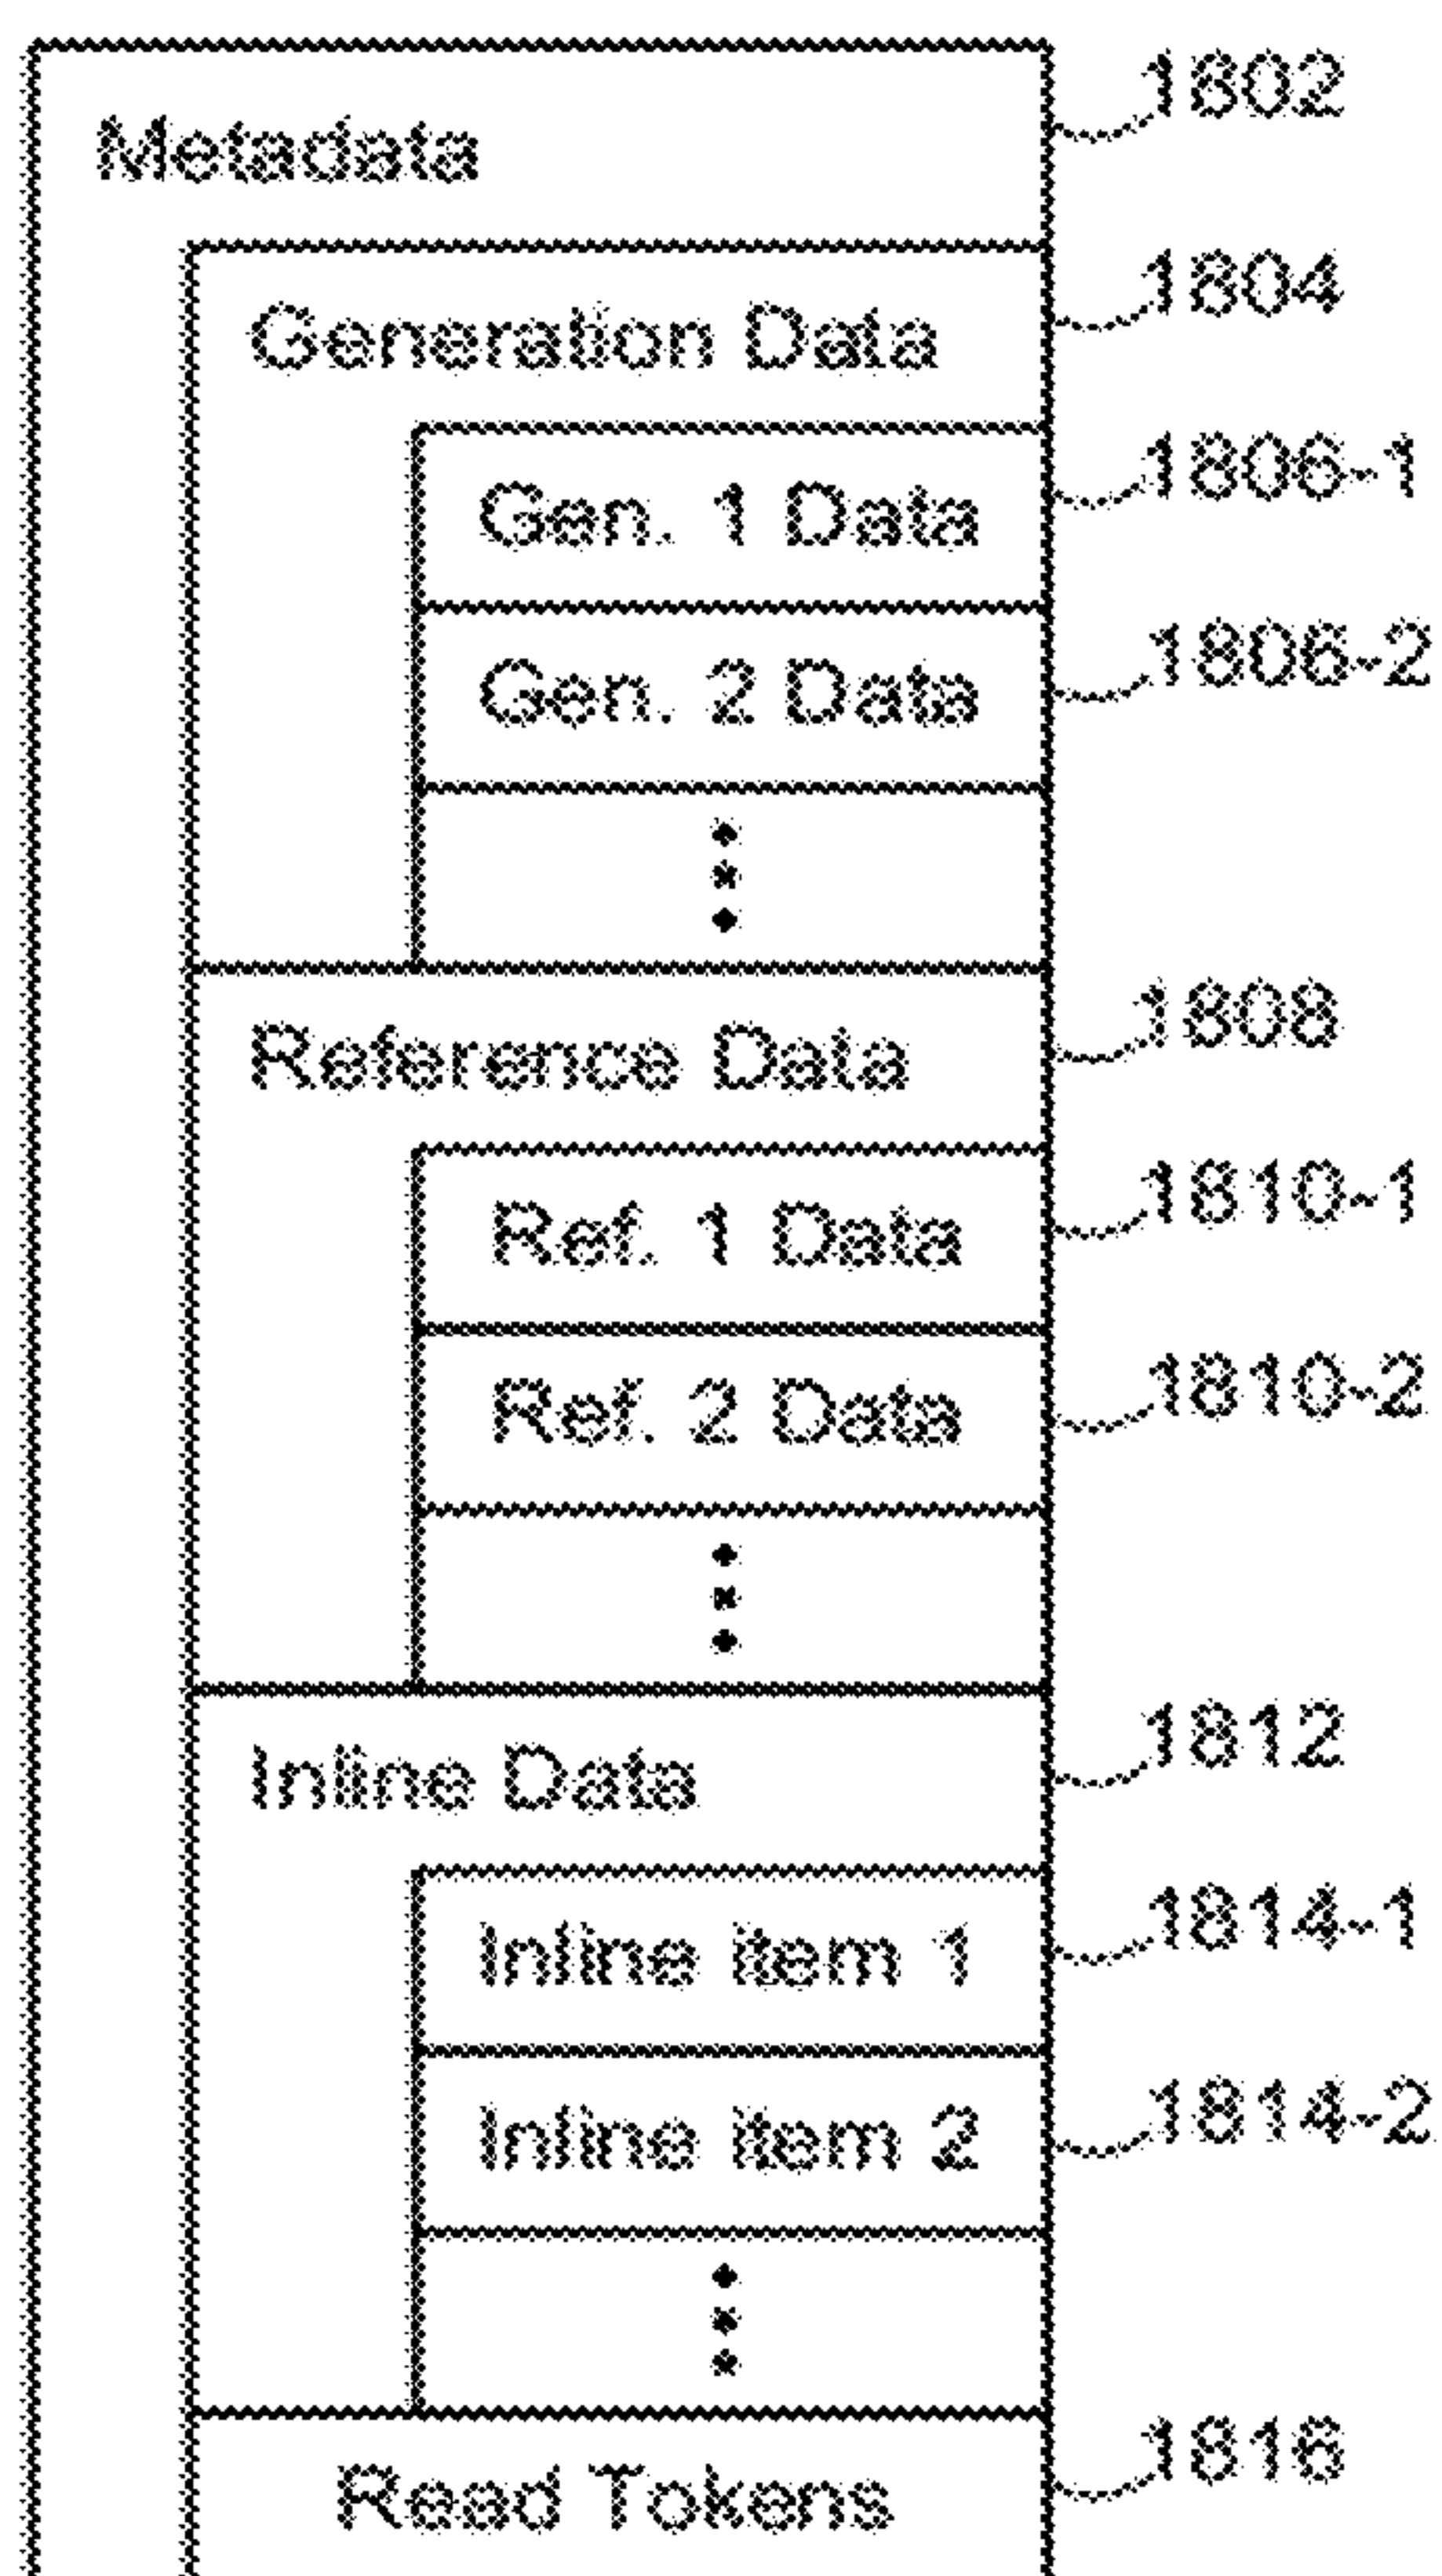 Metadata 1802
Generation Data 1804
Gen. 1 Data 1806-1
Gen. 2 Data 1806-2
Reference Data 1808
Ref. 1 Data 1810-1
Ref. 2 Data 1810-2
Inline Data 1812
Inline item 1 1814-1
Inline item 2 1814-2
Read Tokens 1816